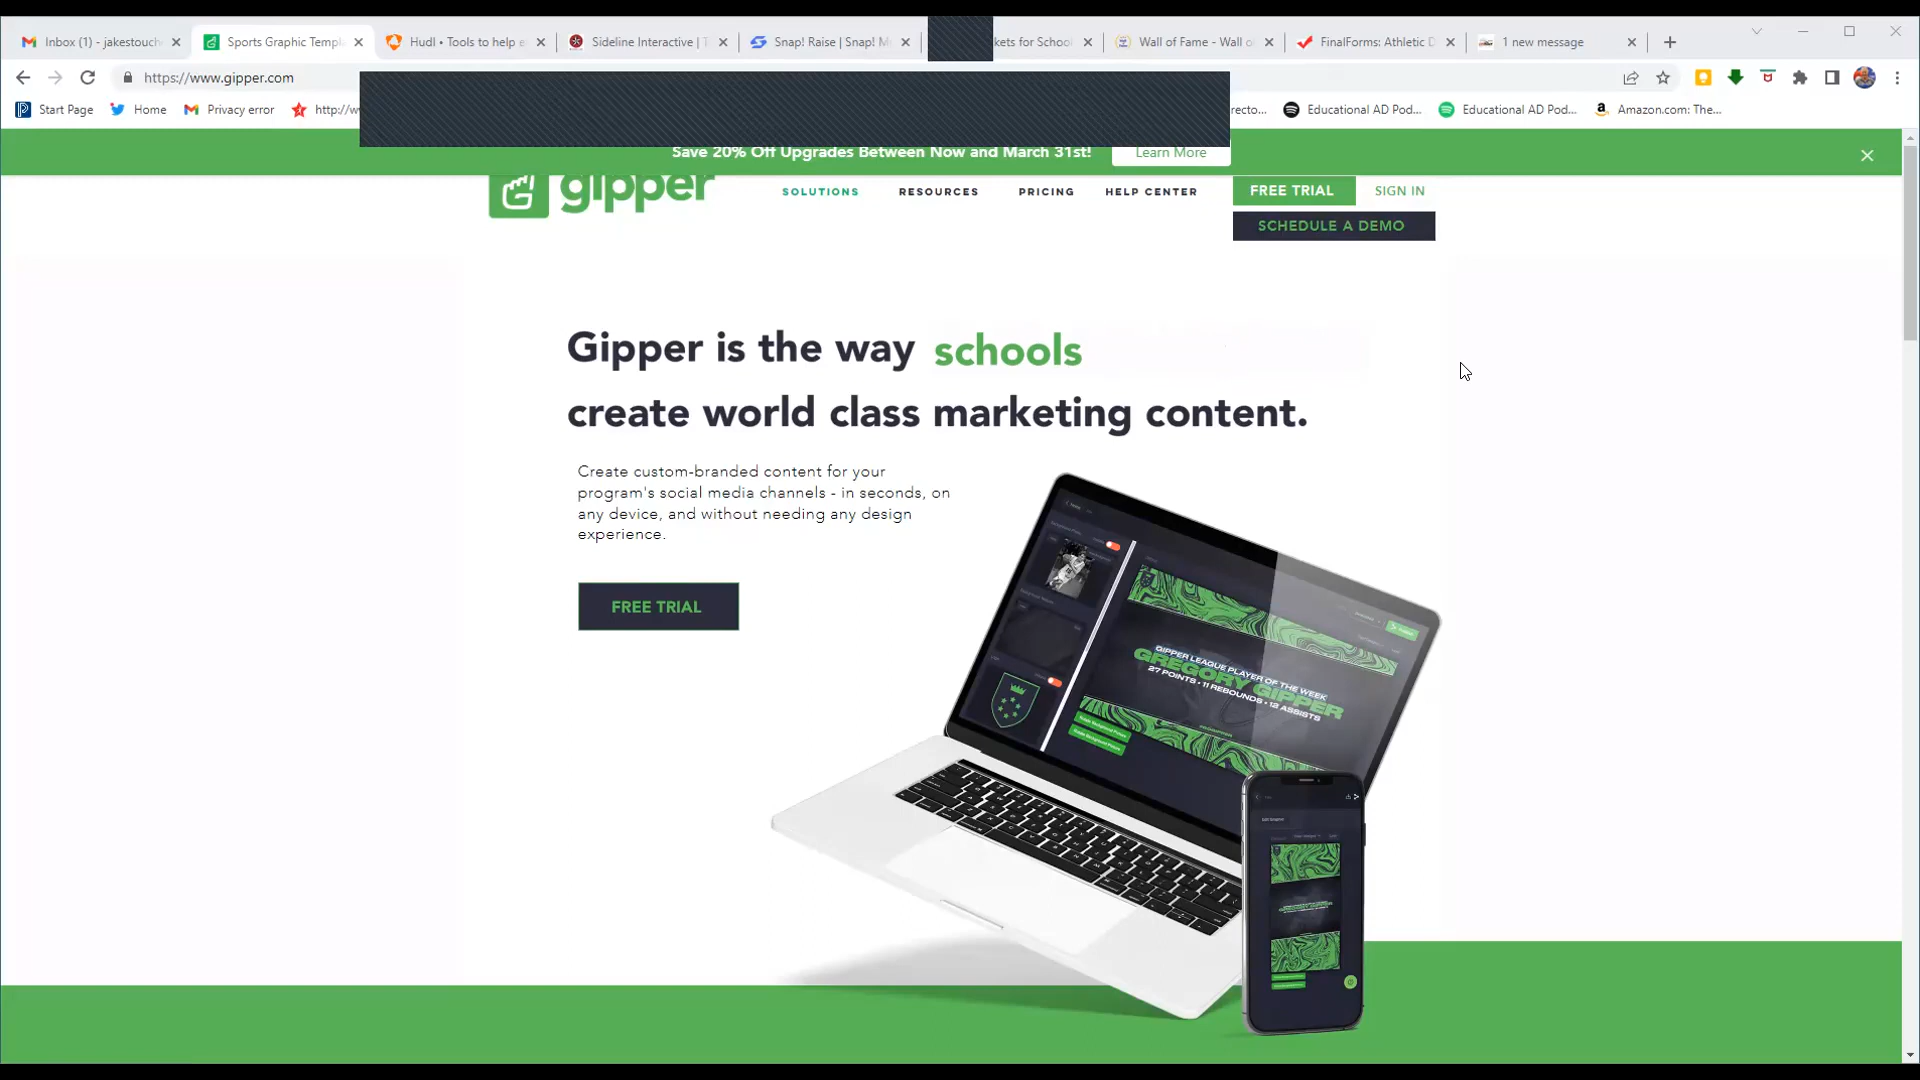 Inbox (1) - jakestouch
Sports Graphic Templ
Hudl • Tools to help e
Sideline Interactive | T
Snap! Raise | Snap! M
kets for School
Wall of Fame - Wall o
FinalForms: Athletic D
1 new message
https://www.gipper.com
Start Page
Home
Privacy error
http://w
recto...
Educational AD Pod...
Educational AD Pod...
Amazon.com: The...
Save 20% Off Upgrades Between Now and March 31st!
Learn More
gipper
SOLUTIONS
RESOURCES
PRICING
HELP CENTER
FREE TRIAL
SIGN IN
SCHEDULE A DEMO
Gipper is the way schools
create world class marketing content.
Create custom-branded content for your
program's social media channels - in seconds, on
any device, and without needing any design
experience.
FREE TRIAL
GIPPER LEAGUE PLAYER OF THE WEEK
GREGORY GIPPER
27 POINTS • 11 REBOUNDS • 12 ASSISTS